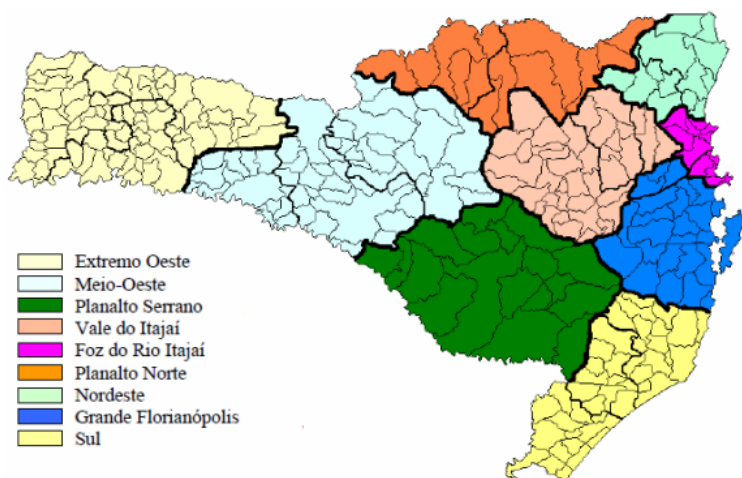 Extremo Oeste
Meio-Oeste
Planalto Serrano
Vale do Itajaí
Foz do Rio Itajaí
Planalto Norte
Nordeste
Grande Florianópolis
Sul